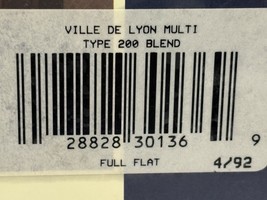 VILLE DE LYON MULTI
TYPE 200 BLEND
28828 30136 9
FULL FLAT 4/92